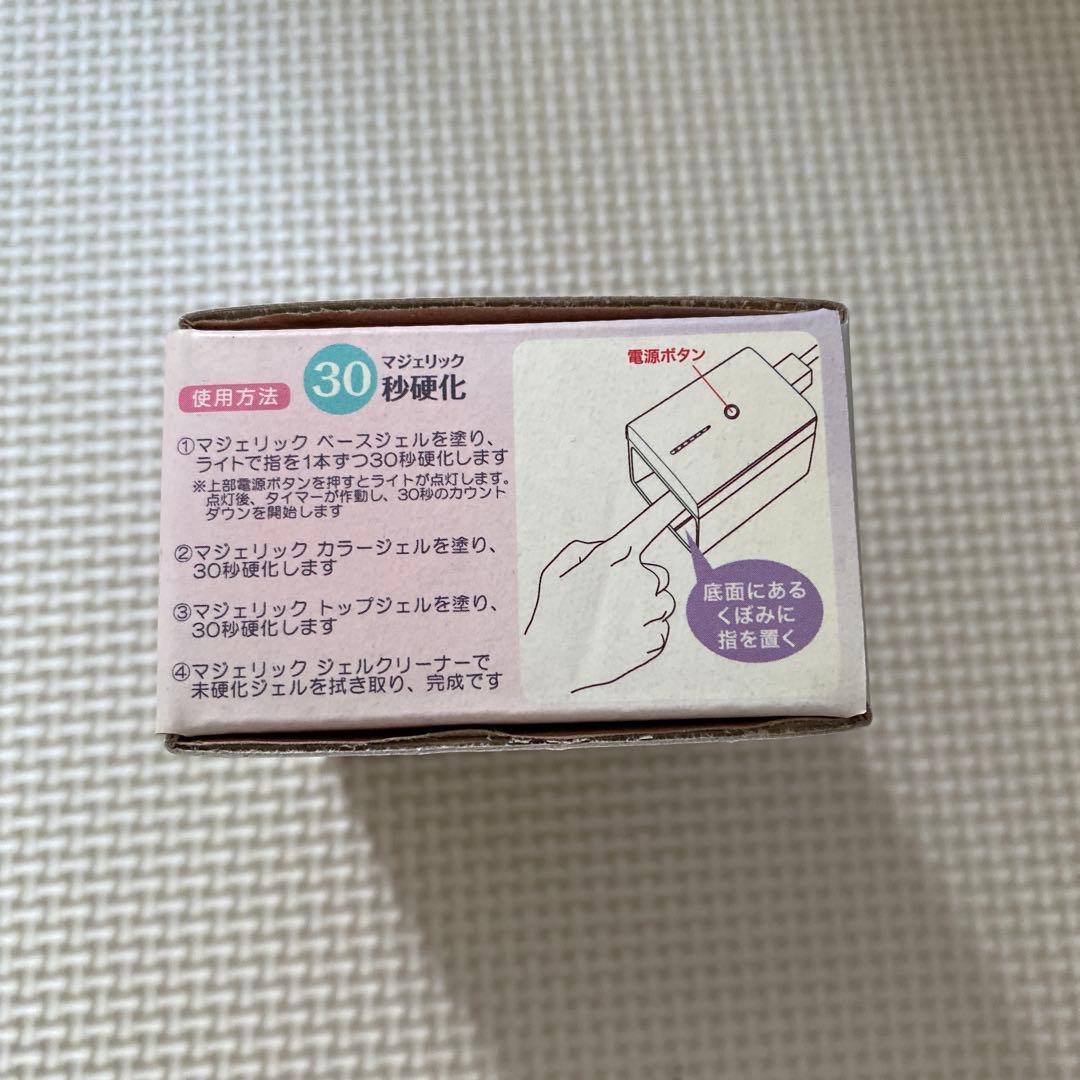 使用方法
30 マジェリック
秒硬化
①マジェリック ベースジェルを塗り、
ライトで指を1本ずつ30秒硬化します
※上部電源ボタンを押すとライトが点灯します。
点灯後、タイマーが作動し、30秒のカウント
ダウンを開始します
②マジェリック カラージェルを塗り、
30秒硬化します
③マジェリック トップジェルを塗り、
30秒硬化します
④マジェリック ジェルクリーナーで
未硬化ジェルを拭き取り、完成です
電源ボタン
底面にある
くぼみに
指を置く